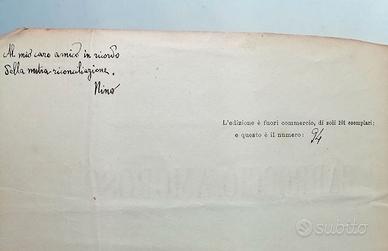 Al mio caro amico in ricordo
della nostra riconciliazione.
Nino
L'edizione è fuori commercio, di soli 101 esemplari:
e questo è il numero: 94
subito